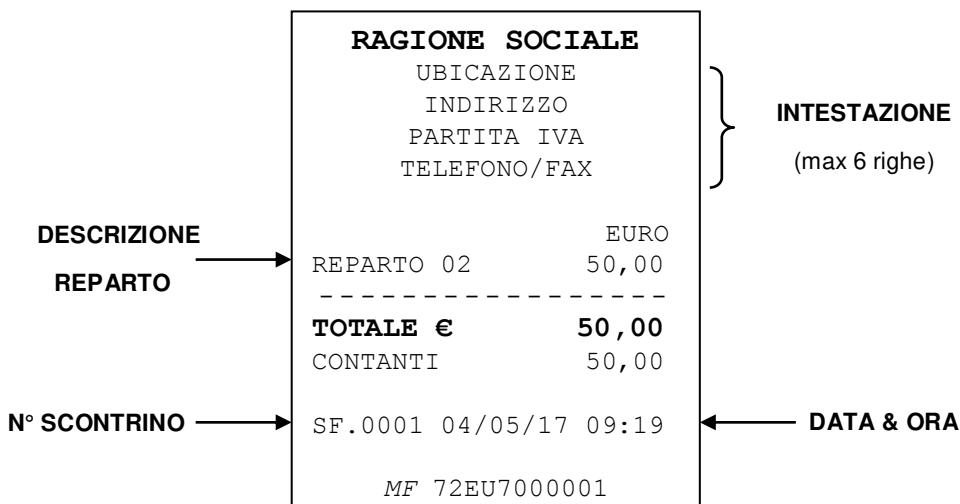 RAGIONE SOCIALE
UBICAZIONE
INDIRIZZO
PARTITA IVA
TELEFONO/FAX
INTESTAZIONE
(max 6 righe)
DESCRIZIONE
REPARTO
EURO
REPARTO 02 50,00
------------------
TOTALE € 50,00
CONTANTI 50,00
N° SCONTRINO
SF.0001 04/05/17 09:19
DATA & ORA
MF 72EU7000001